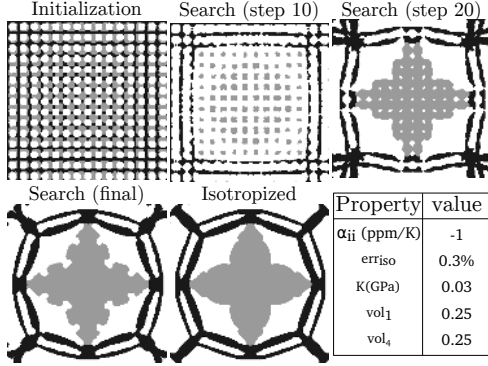 Initialization
Search (step 10)
Search (step 20)
Search (final)
Isotropized
Property value
αii (ppm/K) -1
erriso 0.3%
K(GPa) 0.03
vol1 0.25
vol4 0.25